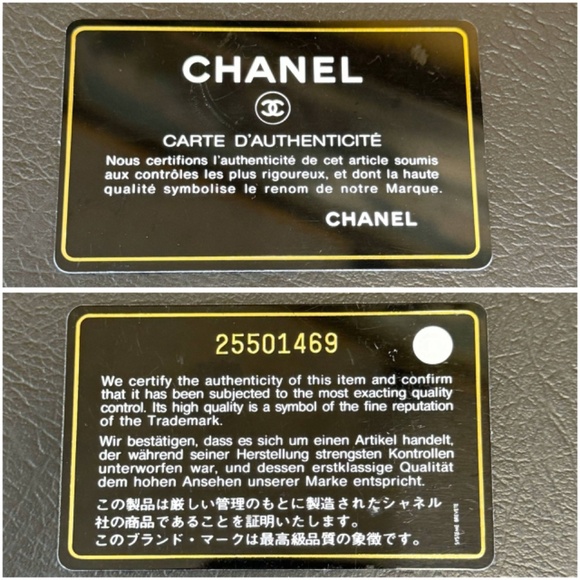 CHANEL
CARTE D'AUTHENTICITÉ
Nous certifions l'authenticité de cet article soumis
aux contrôles les plus rigoureux, et dont la haute
qualité symbolise le renom de notre Marque.
CHANEL
25501469
We certify the authenticity of this item and confirm
that it has been subjected to the most exacting quality
control. Its high quality is a symbol of the fine reputation
of the Trademark.
Wir bestätigen, dass es sich um einen Artikel handelt,
der während seiner Herstellung strengsten Kontrollen
unterworfen war, und dessen erstklassige Qualität
dem hohen Ansehen unserer Marke entspricht.
この製品は厳しい管理のもとに製造されたシャネル
社の商品であることを証明いたします。
このブランド・マークは最高級品質の象徴です。